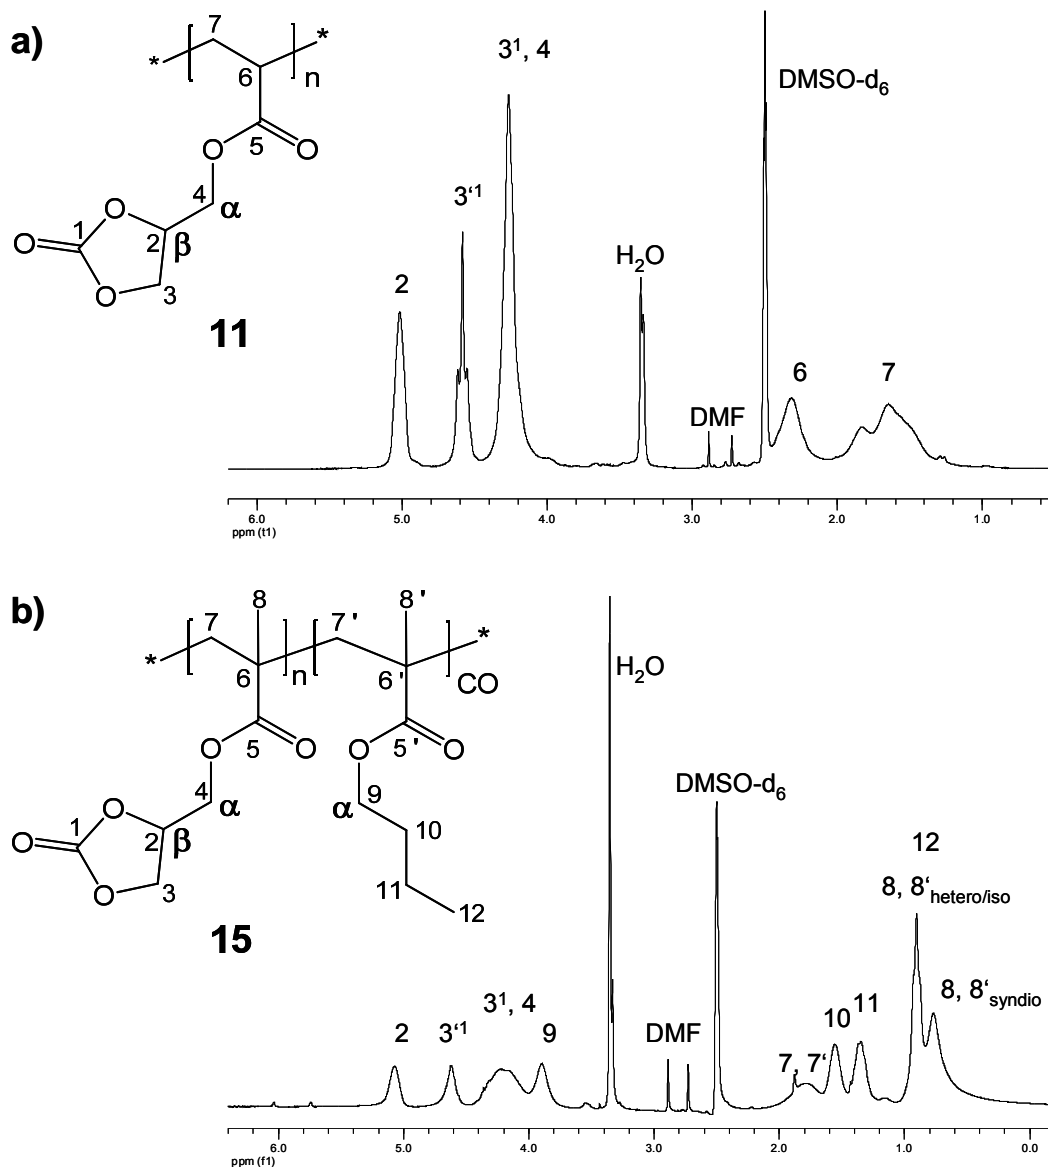 a)
7
*
*
6
n
O
5
O
4
α
1
O
2
β
O
O
3
11
2
3‘1
31, 4
H2O
DMF
DMSO-d6
6
7
6.0 5.0 4.0 3.0 2.0 1.0
ppm (t1)
b)
7
8
7 '
8 '
*
*
6
n
6'
CO
5
O
5'
O
O
O
4
α
α
9
1
O
2
β
10
O
O
3
11
12
15
2
3‘1
31, 4
9
H2O
DMF
DMSO-d6
7, 7‘
10
11
12
8, 8‘hetero/iso
8, 8‘syndio
6.0 5.0 4.0 3.0 2.0 1.0 0.0
ppm (f1)